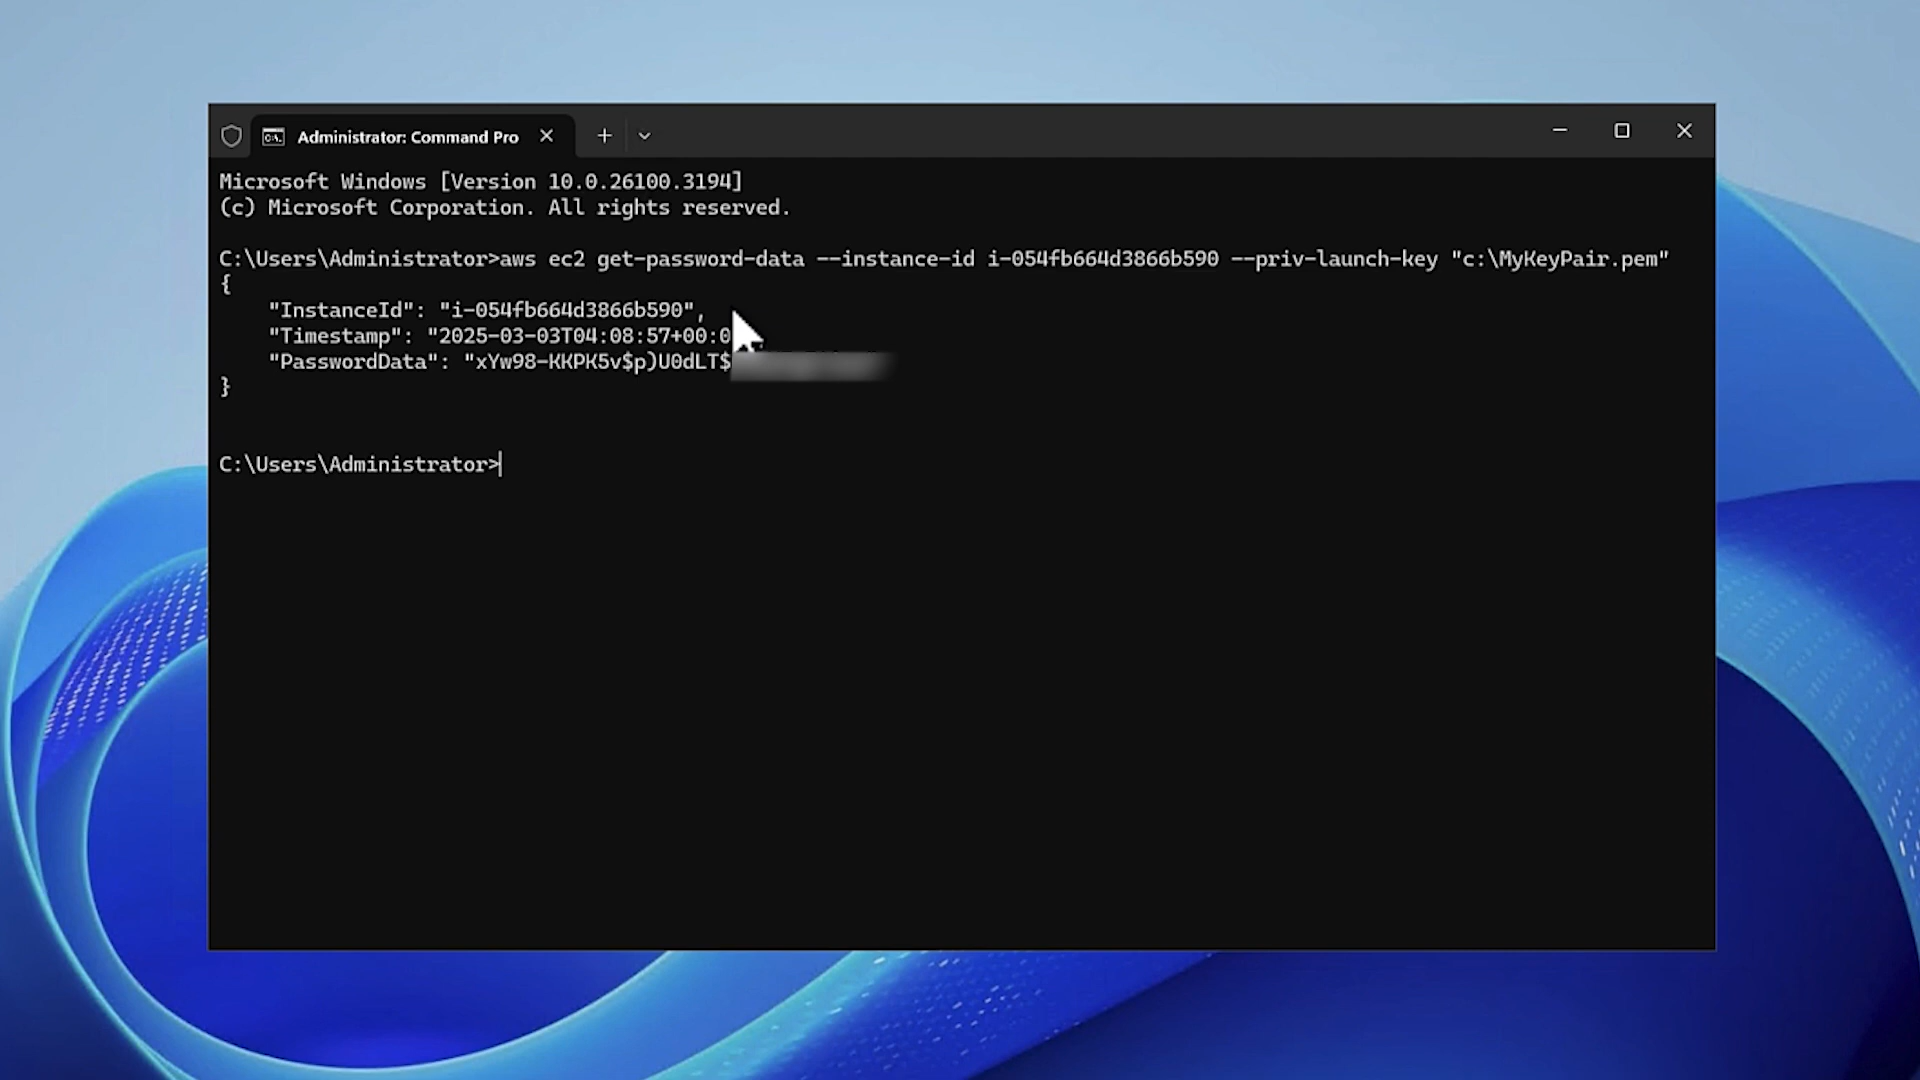 Administrator: Command Pro
Microsoft Windows [Version 10.0.26100.3194]
(c) Microsoft Corporation. All rights reserved.
C:\Users\Administrator>aws ec2 get-password-data --instance-id i-054fb664d3866b590 --priv-launch-key "c:\MyKeyPair.pem"
{
"InstanceId": "i-054fb664d3866b590",
"Timestamp": "2025-03-03T04:08:57+00:0
"PasswordData": "xYw98-KKPK5v$p)U0dLT$
}
C:\Users\Administrator>